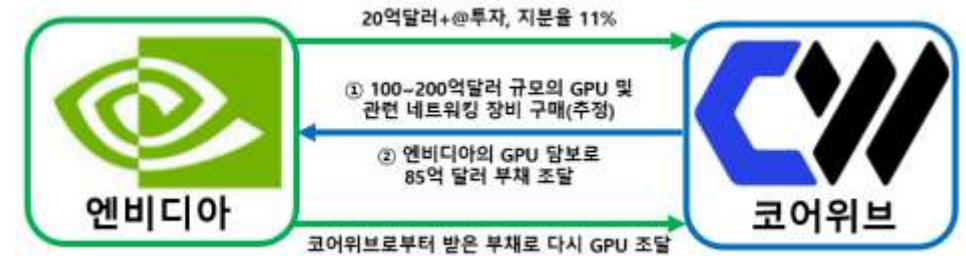 20억달러+@투자, 지분율 11%
① 100~200억달러 규모의 GPU 및
관련 네트워킹 장비 구매(추정)
② 엔비디아의 GPU 담보로
85억 달러 부채 조달
엔비디아
코어위브
코어위브로부터 받은 부채로 다시 GPU 조달